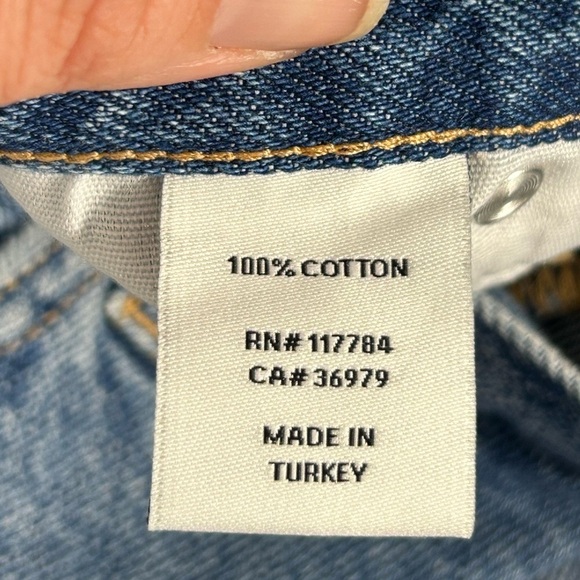 100% COTTON
RN# 117784
CA# 36979
MADE IN
TURKEY